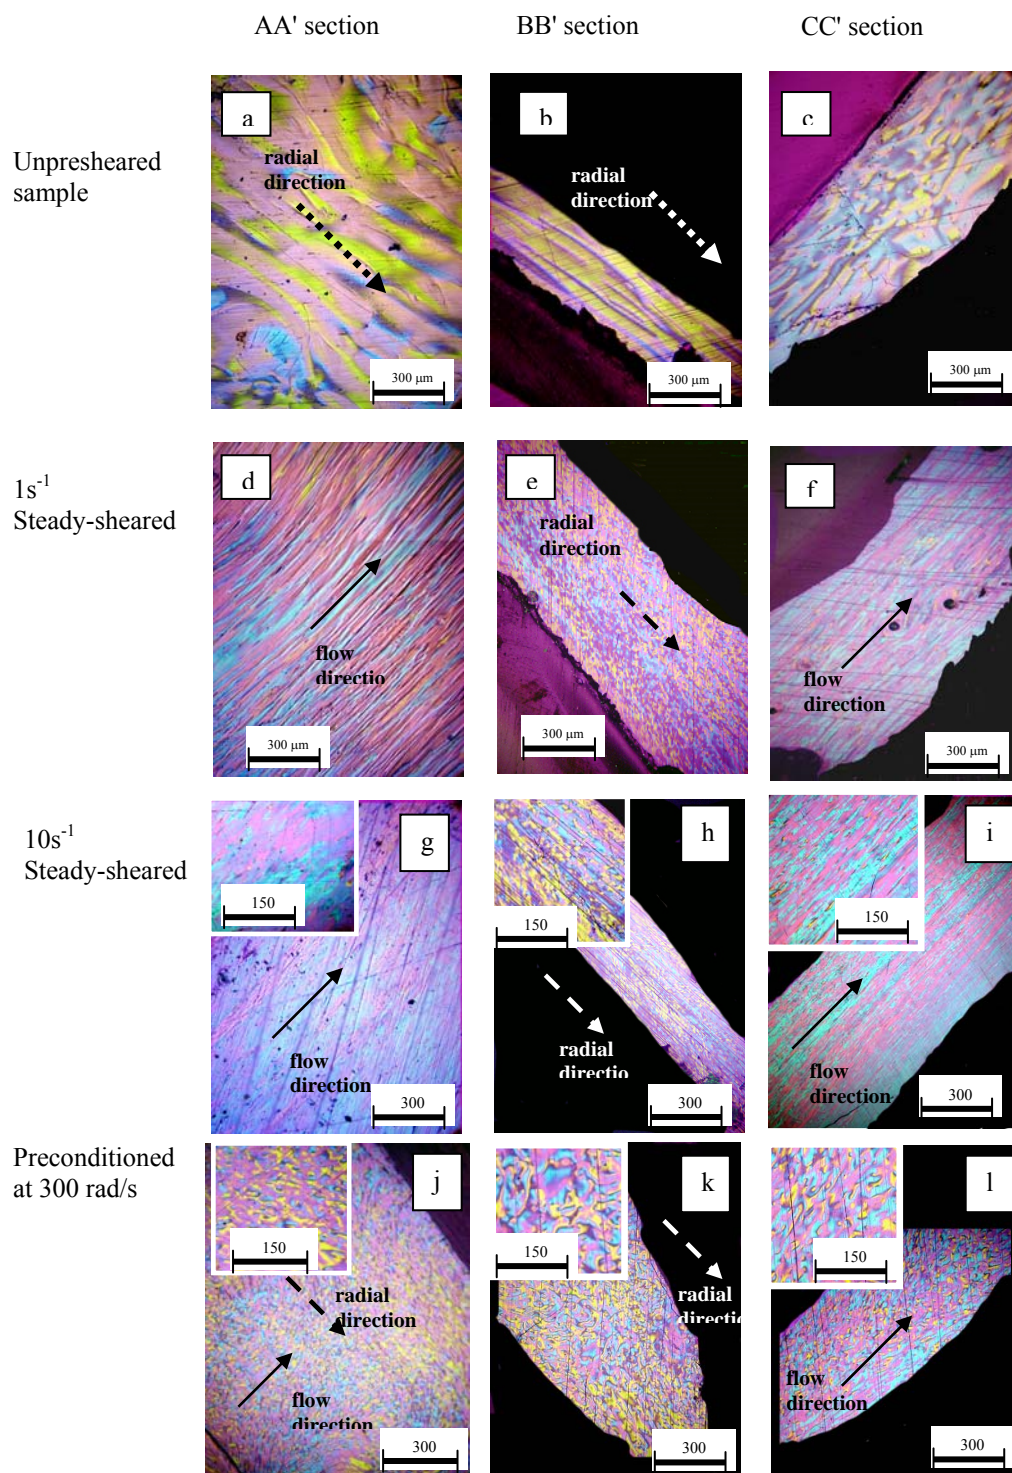 AA' section
BB' section
CC' section
Unpresheared
sample
a
radial
direction
300 μm
b
radial
direction
300 μm
c
300 μm
1s⁻¹
Steady-sheared
d
flow
directio
300 μm
e
radial
direction
300 μm
f
flow
direction
300 μm
10s⁻¹
Steady-sheared
150
g
flow
direction
300
150
h
radial
directio
300
150
i
flow
direction
300
Preconditioned
at 300 rad/s
150
j
radial
direction
flow
direction
300
150
k
radial
directio
300
150
l
flow
direction
300